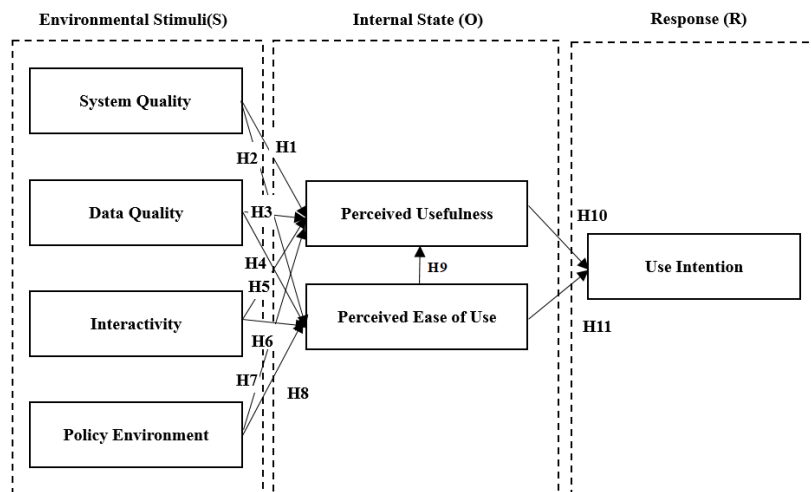 Environmental Stimuli(S)
Internal State (O)
Response (R)
System Quality
H1
H2
Data Quality
H3
Perceived Usefulness
H10
H4
H9
Use Intention
H5
Interactivity
Perceived Ease of Use
H6
H11
H7
H8
Policy Environment